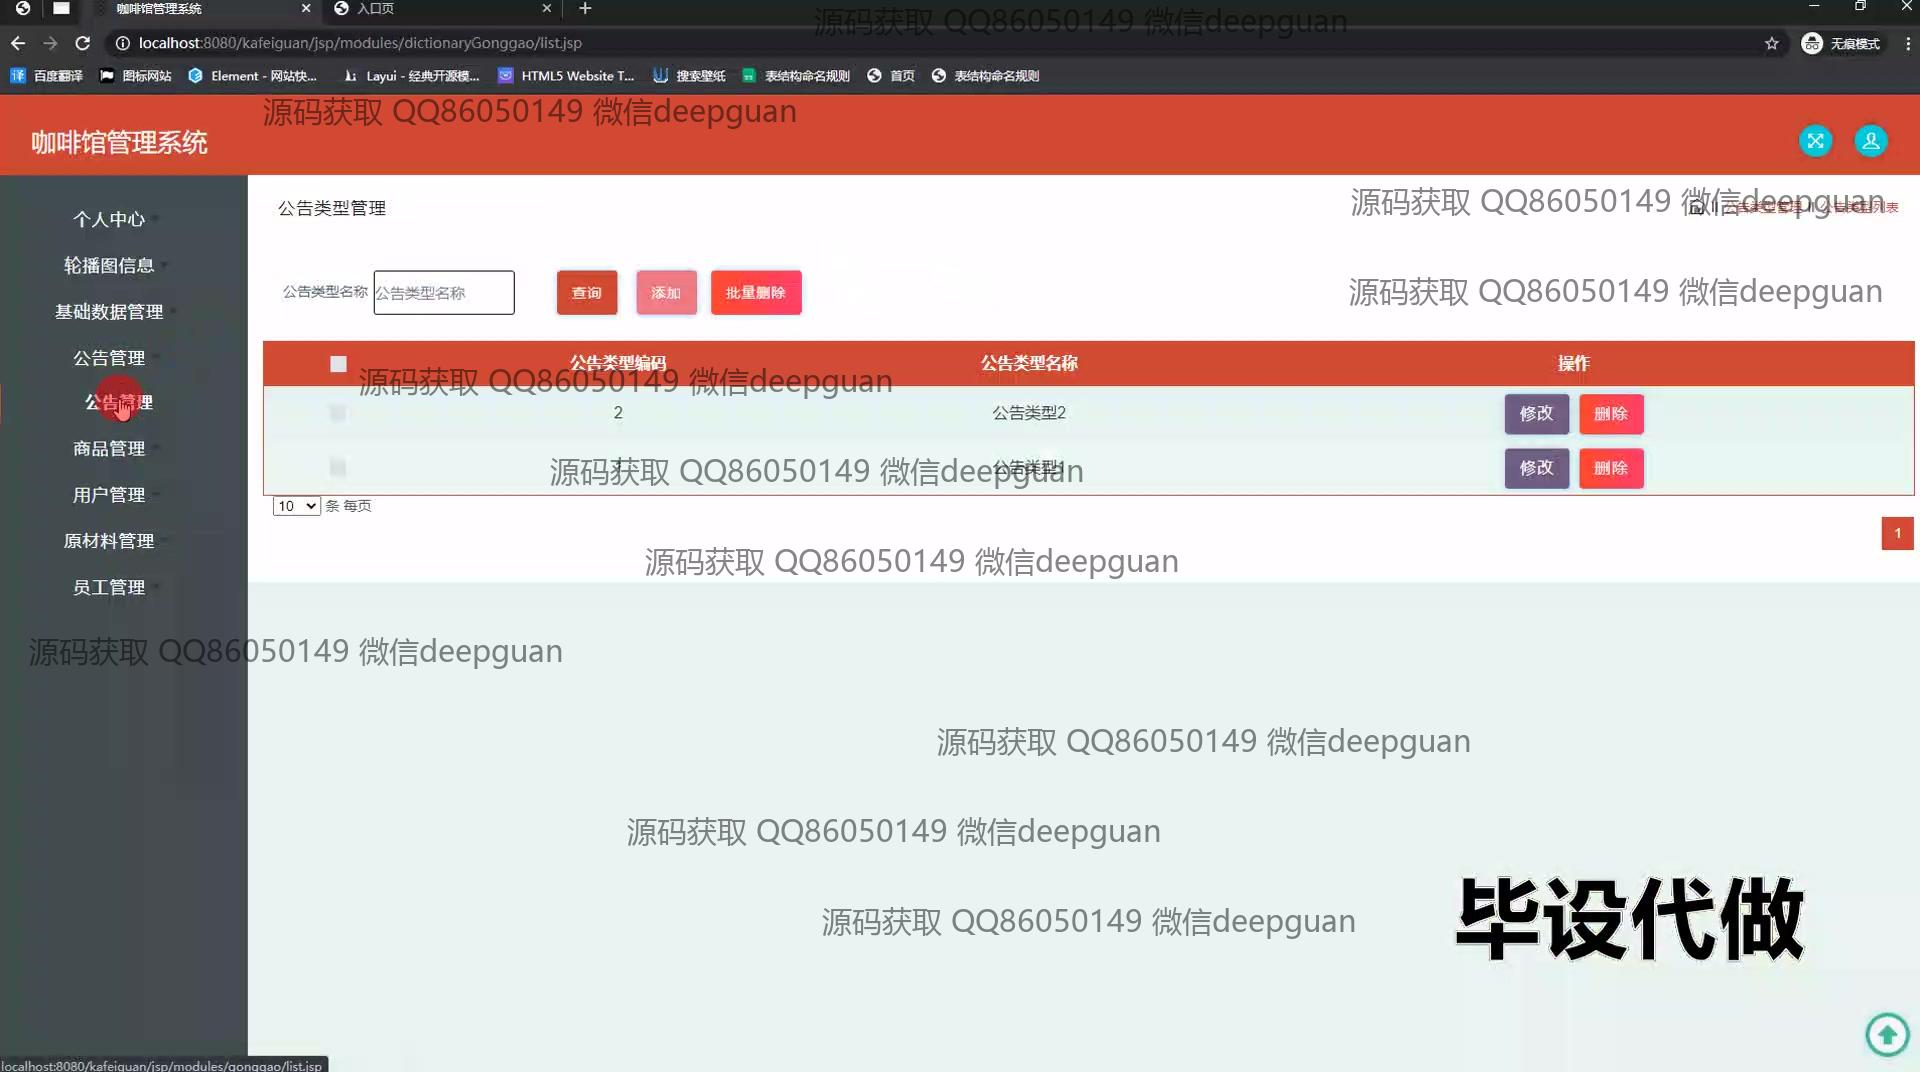 咖啡馆管理系统
入口页
源码获取 QQ86050149 微信deepguan
localhost:8080/kafeiguan/jsp/modules/dictionaryGonggao/list.jsp
无痕模式
百度翻译
图标网站
Element - 网站快...
Layui - 经典开源模...
HTML5 Website T...
搜索壁纸
表结构命名规则
首页
表结构命名规则
源码获取 QQ86050149 微信deepguan
咖啡馆管理系统
个人中心
轮播图信息
基础数据管理
公告管理
公告管理
商品管理
用户管理
原材料管理
员工管理
公告类型管理
源码获取 QQ86050149 微信deepguan
公告类型管理 // 公告类型列表
公告类型名称 公告类型名称 查询 添加 批量删除
源码获取 QQ86050149 微信deepguan
公告类型编码 公告类型名称 操作
源码获取 QQ86050149 微信deepguan
2 公告类型2 修改 删除
1 公告类型1 修改 删除
源码获取 QQ86050149 微信deepguan
10 条 每页
1
源码获取 QQ86050149 微信deepguan
源码获取 QQ86050149 微信deepguan
源码获取 QQ86050149 微信deepguan
源码获取 QQ86050149 微信deepguan
源码获取 QQ86050149 微信deepguan
毕设代做
localhost:8080/kafeiguan/jsp/modules/gonggao/list.jsp